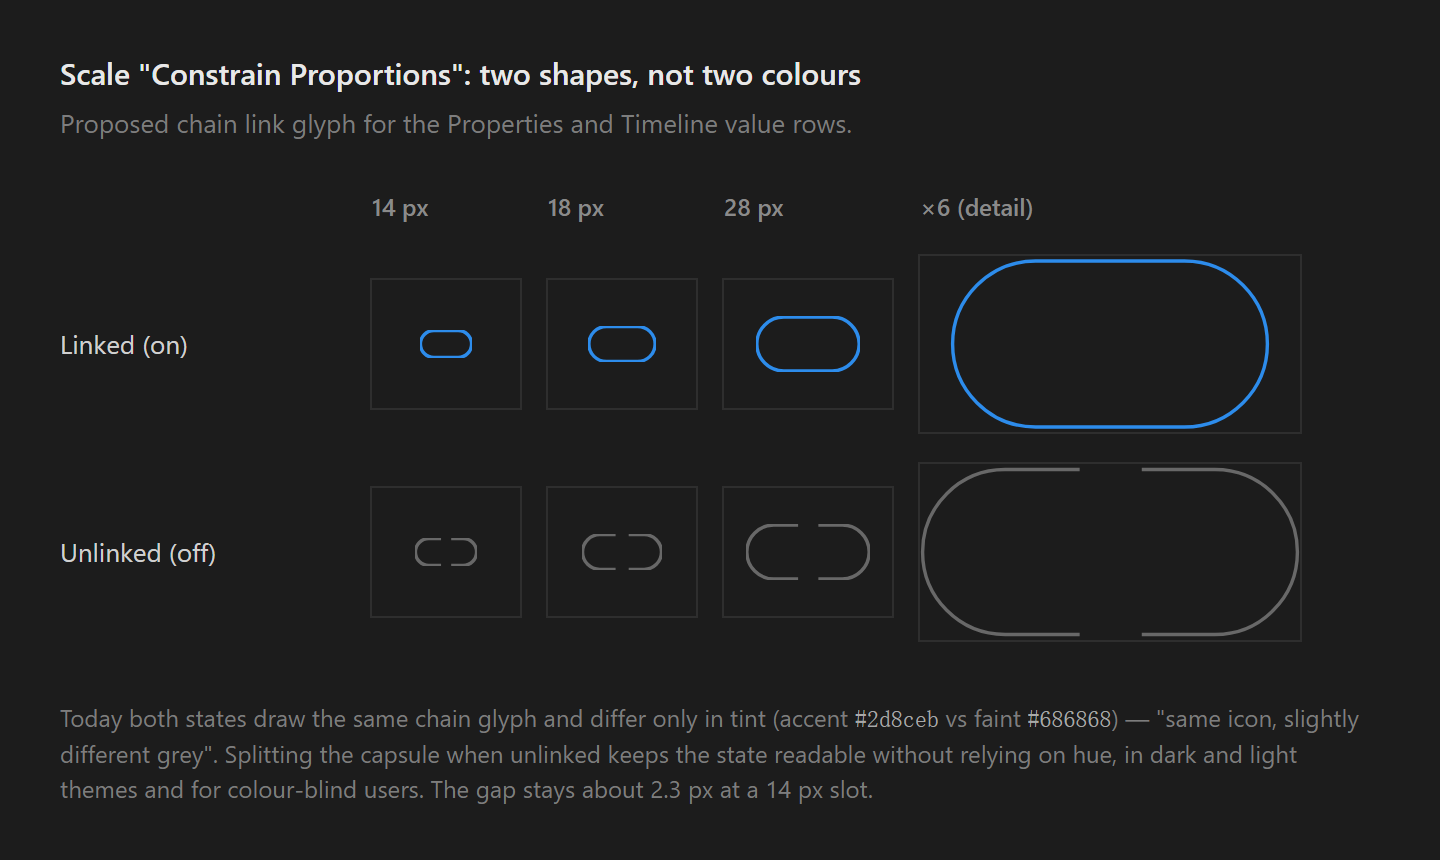 Scale "Constrain Proportions": two shapes, not two colours
Proposed chain link glyph for the Properties and Timeline value rows.
14 px 18 px 28 px ×6 (detail)
Linked (on)
Unlinked (off)
Today both states draw the same chain glyph and differ only in tint (accent #2d8ceb vs faint #686868) — "same icon, slightly
different grey". Splitting the capsule when unlinked keeps the state readable without relying on hue, in dark and light
themes and for colour-blind users. The gap stays about 2.3 px at a 14 px slot.